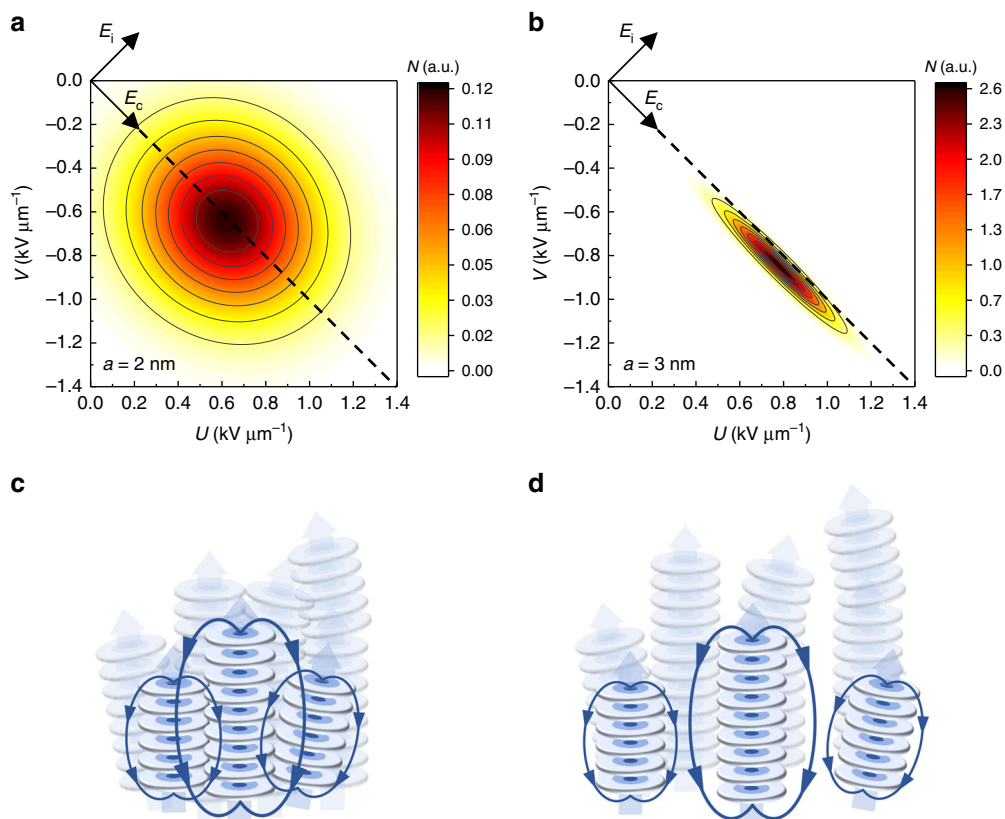 a
b
E_i
E_i
E_c
E_c
N (a.u.)
N (a.u.)
0.0
−0.2
−0.4
−0.6
−0.8
−1.0
−1.2
−1.4
V (kV μm⁻¹)
0.0 0.2 0.4 0.6 0.8 1.0 1.2 1.4
U (kV μm⁻¹)
a = 2 nm
0.12
0.11
0.09
0.08
0.06
0.05
0.03
0.02
0.00
0.0
−0.2
−0.4
−0.6
−0.8
−1.0
−1.2
−1.4
V (kV μm⁻¹)
0.0 0.2 0.4 0.6 0.8 1.0 1.2 1.4
U (kV μm⁻¹)
a = 3 nm
2.6
2.3
2.0
1.7
1.3
1.0
2.7
0.3
0.0
c
d